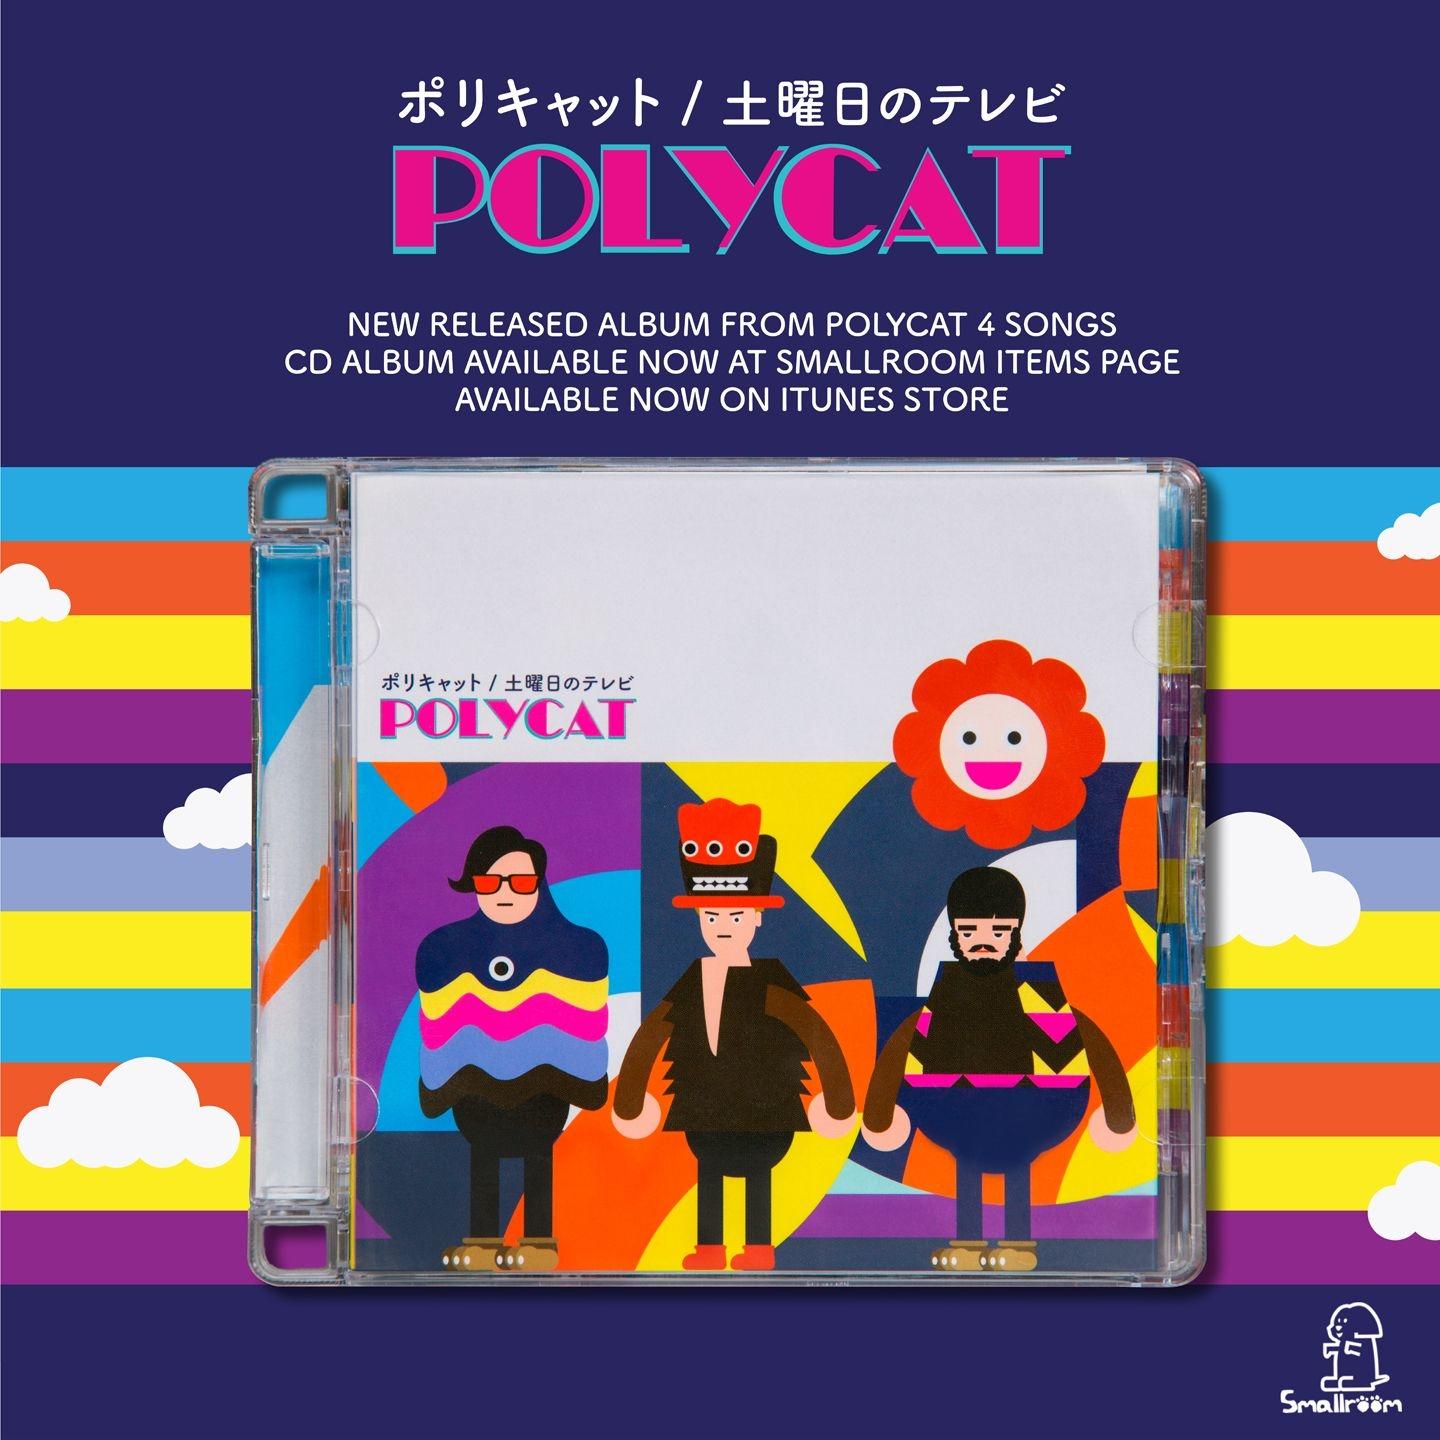 ポリキャット / 土曜日のテレビ
POLYCAT
NEW RELEASED ALBUM FROM POLYCAT 4 SONGS
CD ALBUM AVAILABLE NOW AT SMALLROOM ITEMS PAGE
AVAILABLE NOW ON ITUNES STORE
ポリキャット / 土曜日のテレビ
POLYCAT
Smallroom